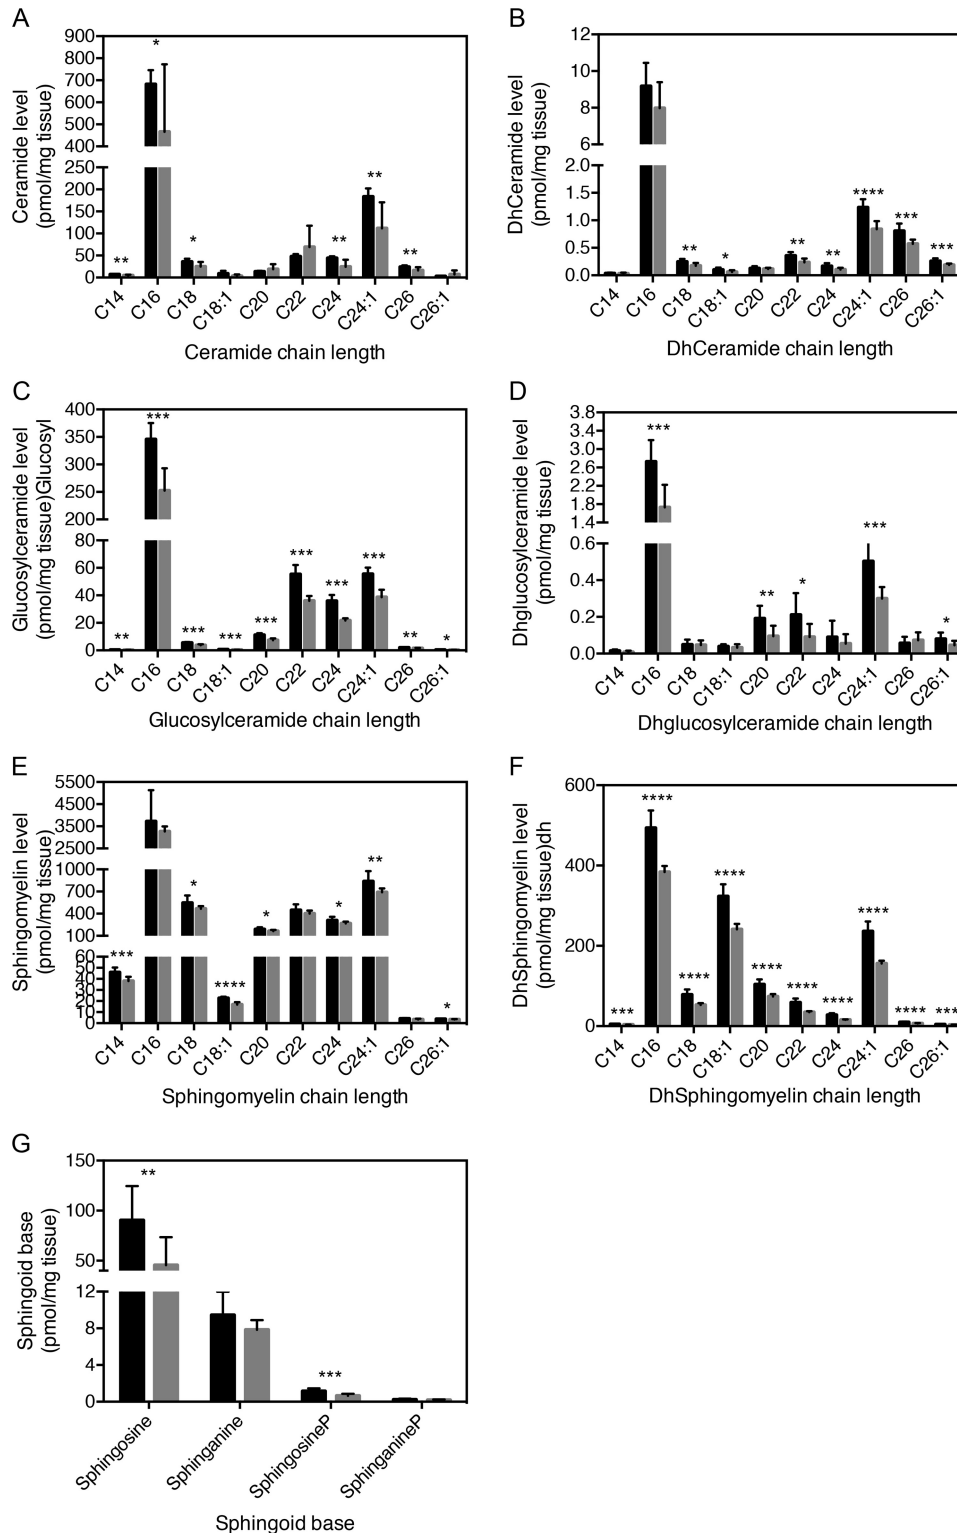 A
Ceramide level
(pmol/mg tissue)
900
800
700
600
500
400
250
200
150
100
50
0
**
*
*
**
**
**
C14
C16
C18
C18:1
C20
C22
C24
C24:1
C26
C26:1
Ceramide chain length
B
DhCeramide level
(pmol/mg tissue)
12
10
8
6
2.0
1.5
1.0
0.5
0.0
**
*
**
**
****
***
***
C14
C16
C18
C18:1
C20
C22
C24
C24:1
C26
C26:1
DhCeramide chain length
C
Glucosylceramide level
(pmol/mg tissue)Glucosyl
400
350
300
250
200
80
60
40
20
0
**
***
***
***
***
***
***
***
**
*
C14
C16
C18
C18:1
C20
C22
C24
C24:1
C26
C26:1
Glucosylceramide chain length
D
Dhglucosylceramide level
(pmol/mg tissue)
3.8
3.4
3.0
2.6
2.2
1.8
1.4
0.6
0.4
0.2
0.0
***
**
*
***
*
C14
C16
C18
C18:1
C20
C22
C24
C24:1
C26
C26:1
Dhglucosylceramide chain length
E
Sphingomyelin level
(pmol/mg tissue)
5500
4500
3500
2500
1000
700
400
100
60
50
40
30
20
10
0
***
*
****
*
*
**
*
C14
C16
C18
C18:1
C20
C22
C24
C24:1
C26
C26:1
Sphingomyelin chain length
F
DhSphingomyelin level
(pmol/mg tissue)dh
600
400
200
0
***
****
****
****
****
****
****
****
****
***
C14
C16
C18
C18:1
C20
C22
C24
C24:1
C26
C26:1
DhSphingomyelin chain length
G
Sphingoid base
(pmol/mg tissue)
150
100
50
12
8
4
0
**
***
Sphingosine
Sphinganine
SphingosineP
SphinganineP
Sphingoid base